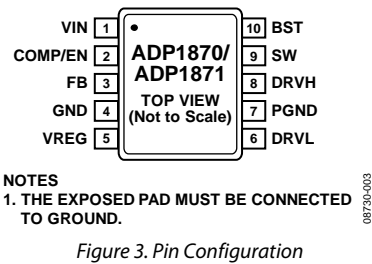 VIN 1 10 BST
COMP/EN 2 ADP1870/ 9 SW
FB 3 ADP1871 8 DRVH
GND 4 TOP VIEW 7 PGND
(Not to Scale)
VREG 5 6 DRVL
NOTES
1. THE EXPOSED PAD MUST BE CONNECTED
TO GROUND.
08730-003
Figure 3. Pin Configuration